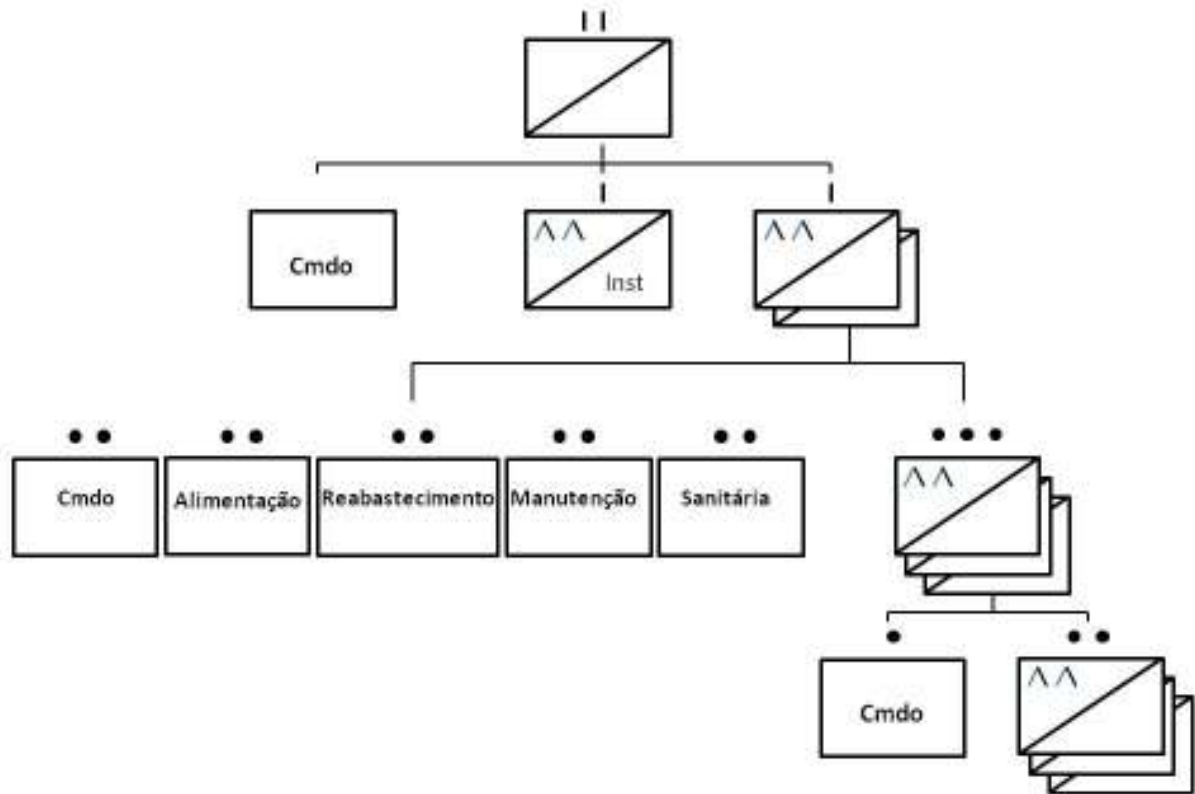 Cmdo
Inst
Cmdo
Alimentação
Reabastecimento
Manutenção
Sanitária
Cmdo